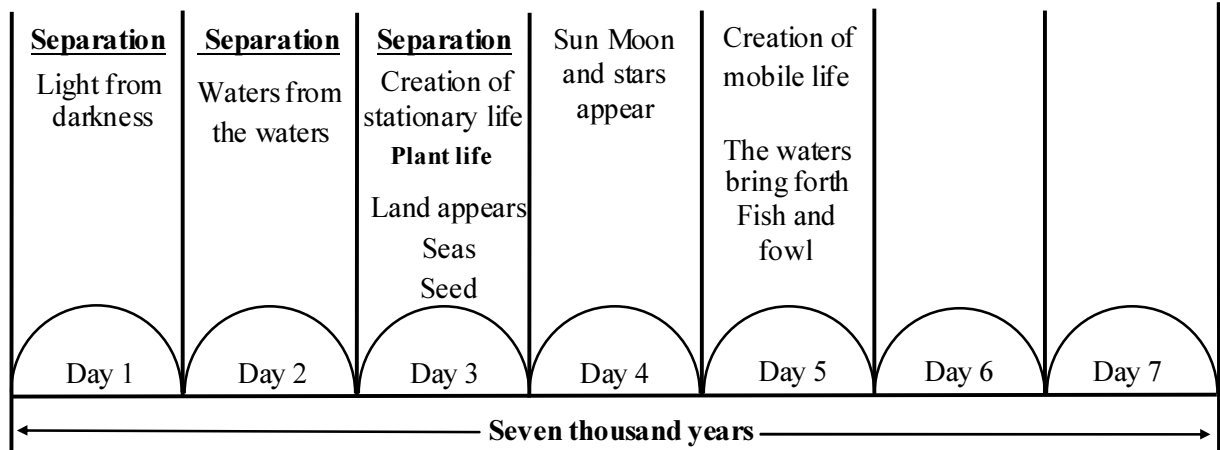 Separation
Light from
darkness
Separation
Waters from
the waters
Separation
Creation of
stationary life
Plant life
Land appears
Seas
Seed
Sun Moon
and stars
appear
Creation of
mobile life
The waters
bring forth
Fish and
fowl
Day 1
Day 2
Day 3
Day 4
Day 5
Day 6
Day 7
Seven thousand years